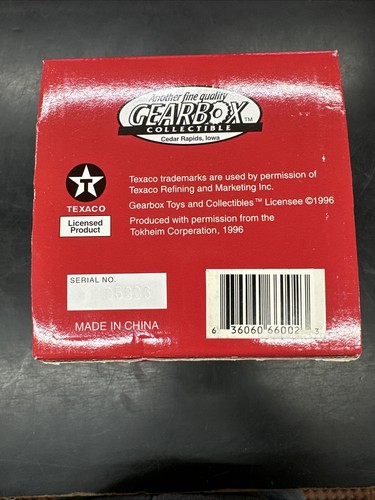 Another fine quality
GEARBOX™
COLLECTIBLE
Cedar Rapids, Iowa
T
TEXACO
Licensed
Product
Texaco trademarks are used by permission of
Texaco Refining and Marketing Inc.
Gearbox Toys and Collectibles™ Licensee ©1996
Produced with permission from the
Tokheim Corperation, 1996
SERIAL NO.
MADE IN CHINA
6 36060 66002 3